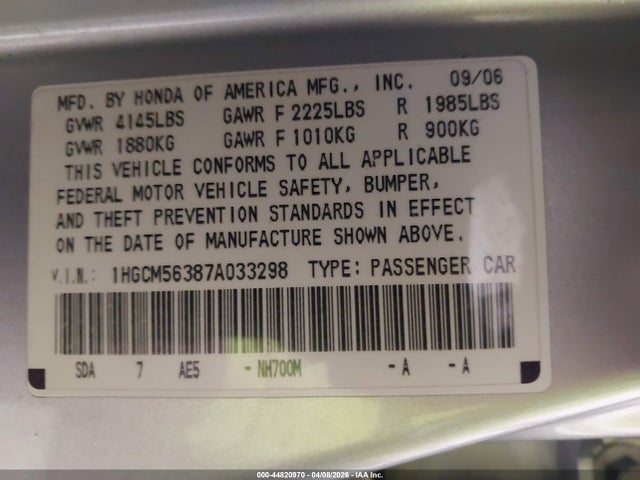 MFD. BY HONDA OF AMERICA MFG., INC. 09/06
GVWR 4145LBS GAWR F 2225LBS R 1985LBS
GVWR 1880KG GAWR F 1010KG R 900KG
THIS VEHICLE CONFORMS TO ALL APPLICABLE
FEDERAL MOTOR VEHICLE SAFETY, BUMPER,
AND THEFT PREVENTION STANDARDS IN EFFECT
ON THE DATE OF MANUFACTURE SHOWN ABOVE.
V.I.N.: 1HGCM56387A033298 TYPE: PASSENGER CAR
SDA 7 AE5 - NH700M - A - A
000-44820970 04/08/2026 IAA Inc.